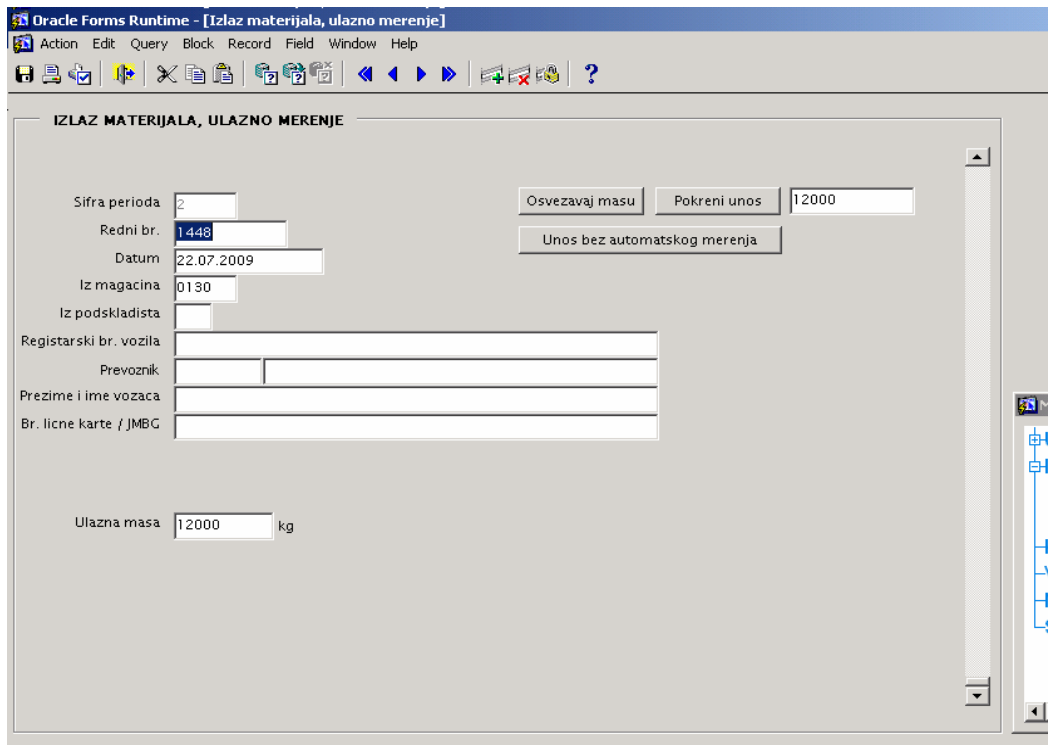 Oracle Forms Runtime - [Izlaz materijala, ulazno merenje]
Action Edit Query Block Record Field Window Help
IZLAZ MATERIJALA, ULAZNO MERENJE
Sifra perioda 2 Osvezavaj masu Pokreni unos 12000
Redni br. 1448
Unos bez automatskog merenja
Datum 22.07.2009
Iz magacina 0130
Iz podskladista
Registarski br. vozila
Prevoznik
Prezime i ime vozaca
Br. licne karte / JMBG
Ulazna masa 12000 kg